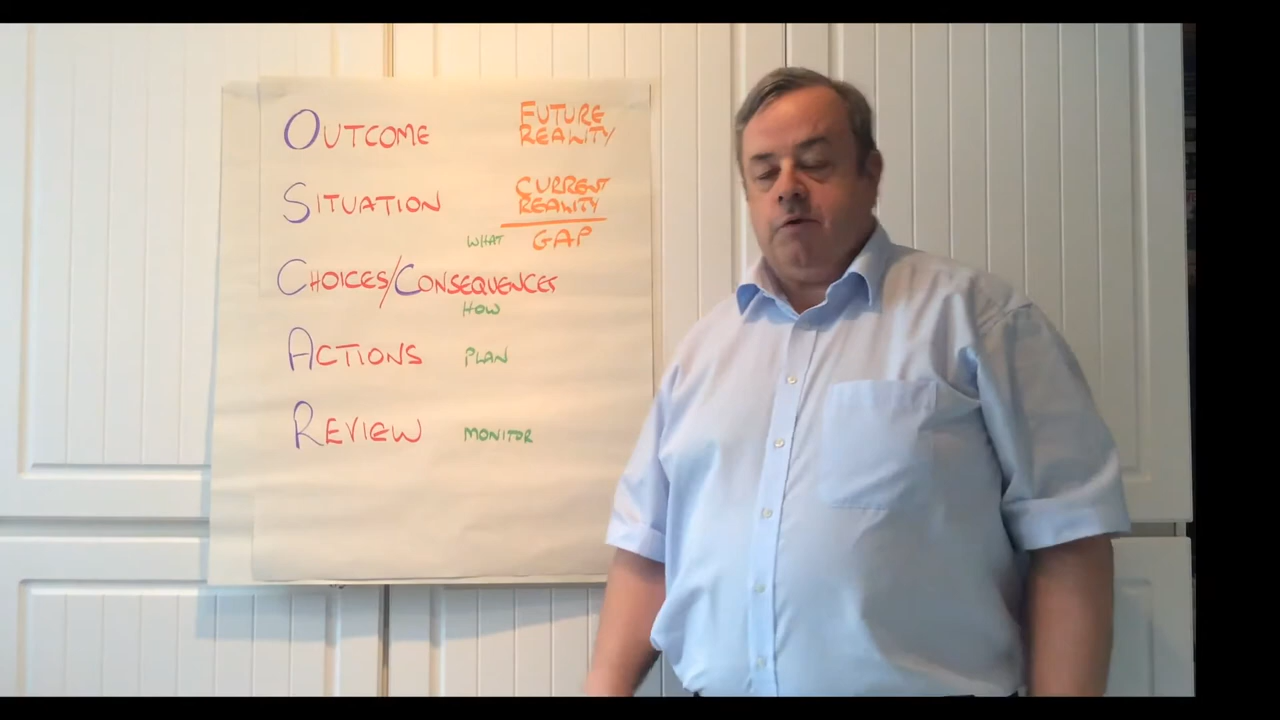 OUTCOME FUTURE
REALITY
SITUATION CURRENT
REALITY
WHAT GAP
CHOICES/CONSEQUENCES
HOW
ACTIONS PLAN
REVIEW MONITOR